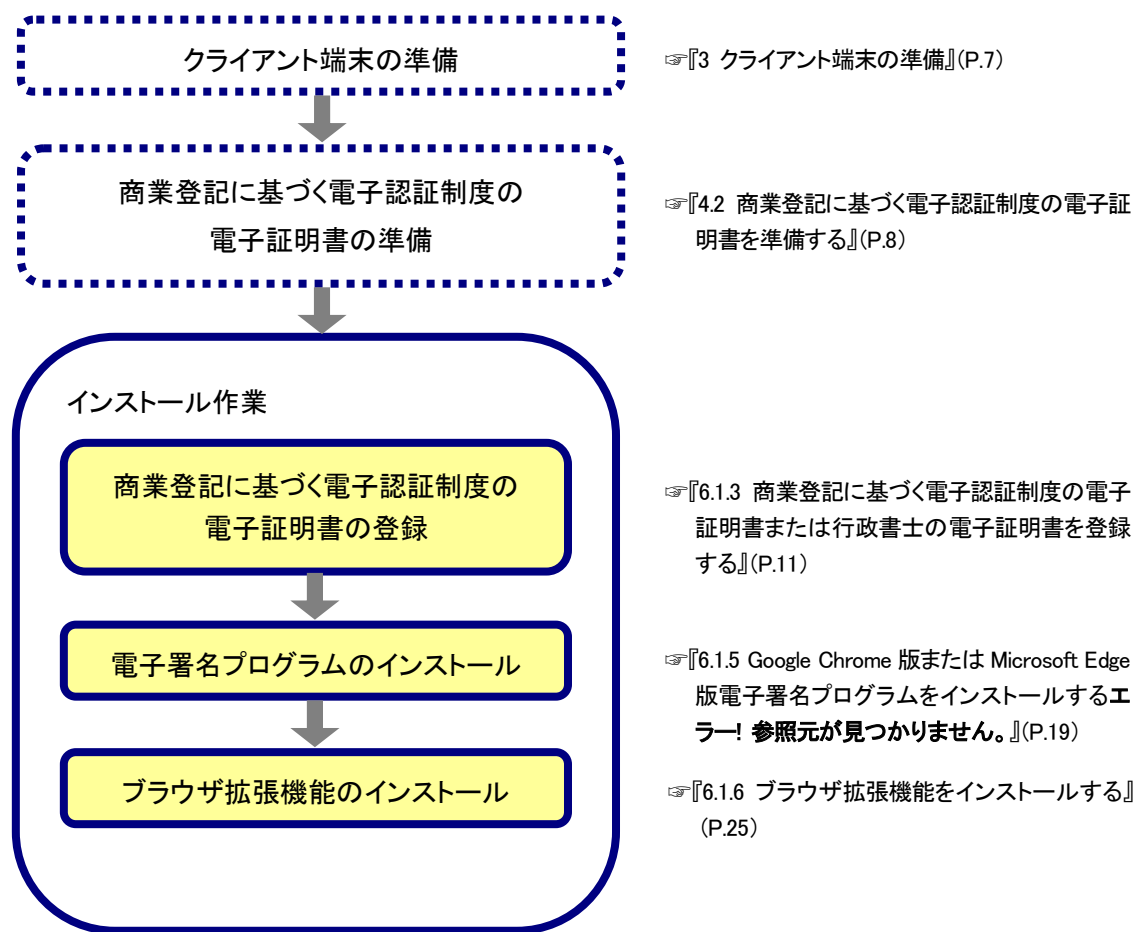 クライアント端末の準備
☞『3 クライアント端末の準備』(P.7)
商業登記に基づく電子認証制度の
電子証明書の準備
☞『4.2 商業登記に基づく電子認証制度の電子証
明書を準備する』(P.8)
インストール作業
商業登記に基づく電子認証制度の
電子証明書の登録
☞『6.1.3 商業登記に基づく電子認証制度の電子
証明書または行政書士の電子証明書を登録
する』(P.11)
電子署名プログラムのインストール
☞『6.1.5 Google Chrome 版または Microsoft Edge
版電子署名プログラムをインストールするエ
ラー! 参照元が見つかりません。』(P.19)
ブラウザ拡張機能のインストール
☞『6.1.6 ブラウザ拡張機能をインストールする』
(P.25)